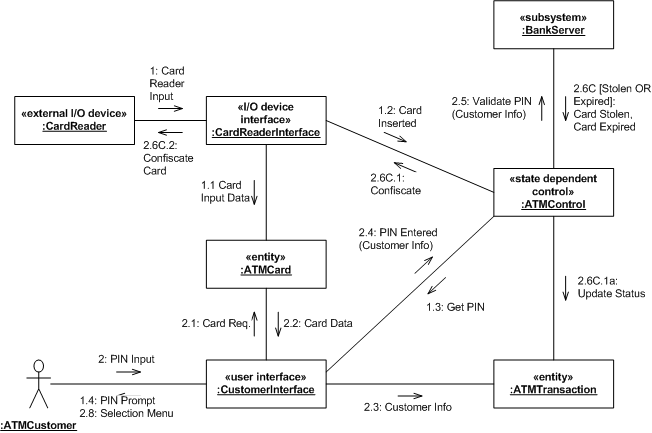 «subsystem»
:BankServer
1: Card
Reader
Input
2.6C [Stolen OR
Expired]:
Card Stolen,
Card Expired
2.5: Validate PIN
(Customer Info)
«external I/O device»
:CardReader
«I/O device
interface»
:CardReaderInterface
1.2: Card
Inserted
2.6C.2:
Confiscate
Card
2.6C.1:
Confiscate
«state dependent
control»
:ATMControl
1.1 Card
Input Data
2.4: PIN Entered
(Customer Info)
«entity»
:ATMCard
2.6C.1a:
Update Status
1.3: Get PIN
2.1: Card Req.
2.2: Card Data
2: PIN Input
«user interface»
:CustomerInterface
«entity»
:ATMTransaction
1.4: PIN Prompt
2.8: Selection Menu
2.3: Customer Info
:ATMCustomer